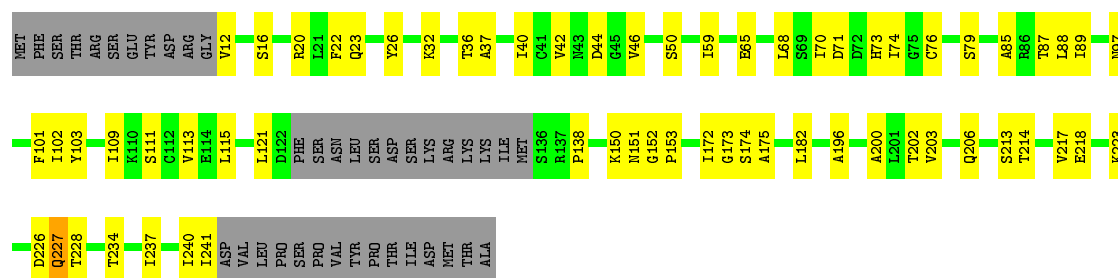 MET PHE SER THR ARG SER GLU TYR ASP ARG GLY V12 S16 R20 L21 F22 Q23 Y26 K32 T36 A37 I40 C41 V42 N43 D44 G45 V46 S50 I59 E65 L68 S69 I70 D71 D72 H73 I74 G75 C76 S79 A85 R86 T87 L88 I89 N97
F101 I102 Y103 I109 K110 S111 C112 V113 E114 L115 L121 D122 PHE SER ASN LEU SER ASP SER LYS ARG LYS LYS ILE MET S136 R137 P138 K150 N151 G152 P153 I172 G173 S174 A175 L182 A196 A200 L201 T202 V203 Q206 S213 T214 V217 E218 K223
D226 Q227 T228 T234 I237 I240 I241 ASP VAL LEU PRO SER PRO VAL TYR PRO THR ILE ASP MET THR ALA